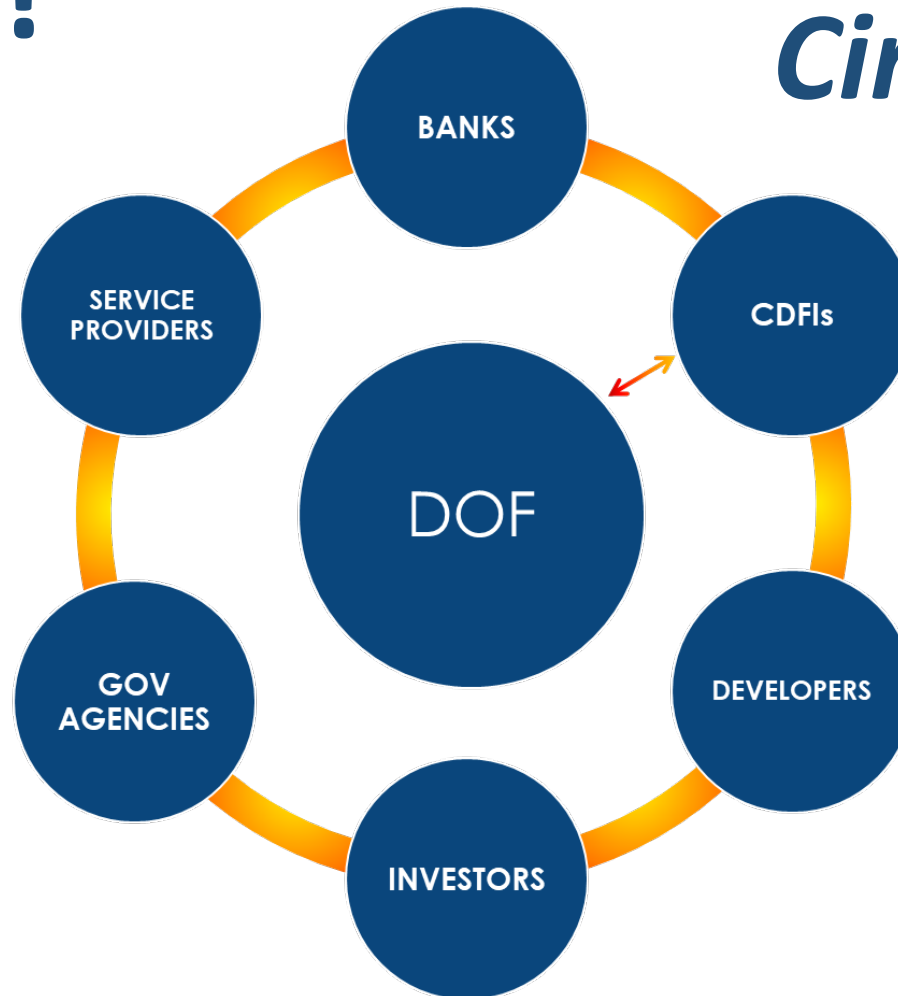 BANKS
SERVICE
PROVIDERS
CDFIs
DOF
GOV
AGENCIES
DEVELOPERS
INVESTORS